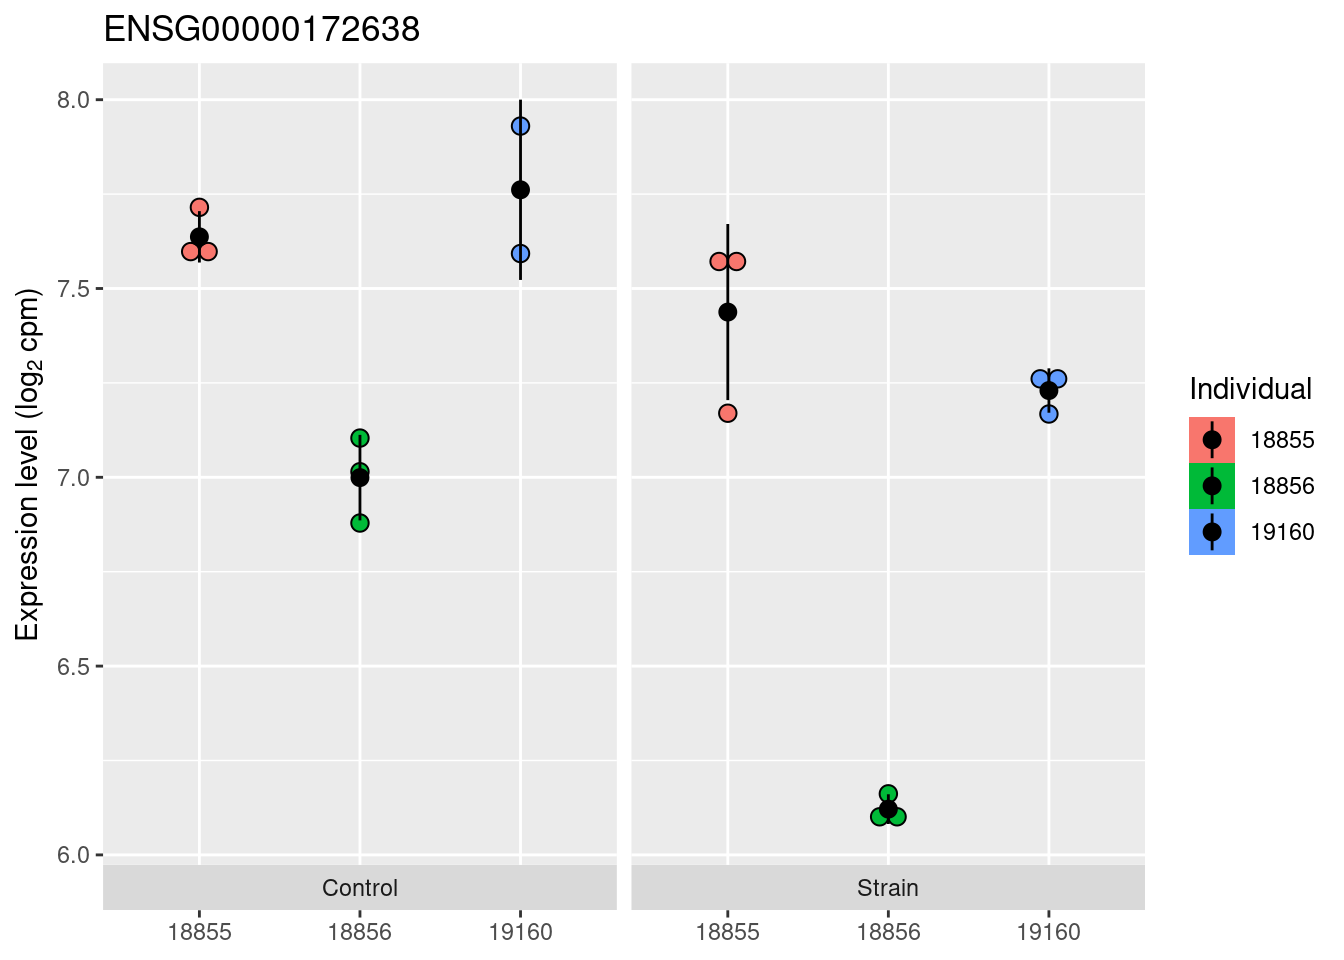 ENSG00000172638
Expression level (log₂ cpm)
8.0
7.5
7.0
6.5
6.0
Control
Strain
18855
18856
19160
18855
18856
19160
Individual
18855
18856
19160